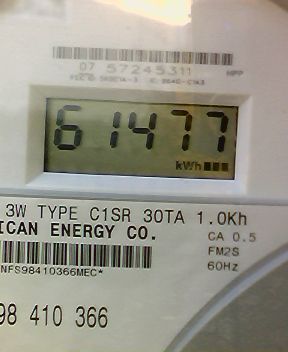 07 57245311 HPP
61477
kWh
3W TYPE C1SR 30TA 1.0Kh
ICAN ENERGY CO.
CA 0.5
FM2S
60Hz
NFS98410366MEC*
98 410 366